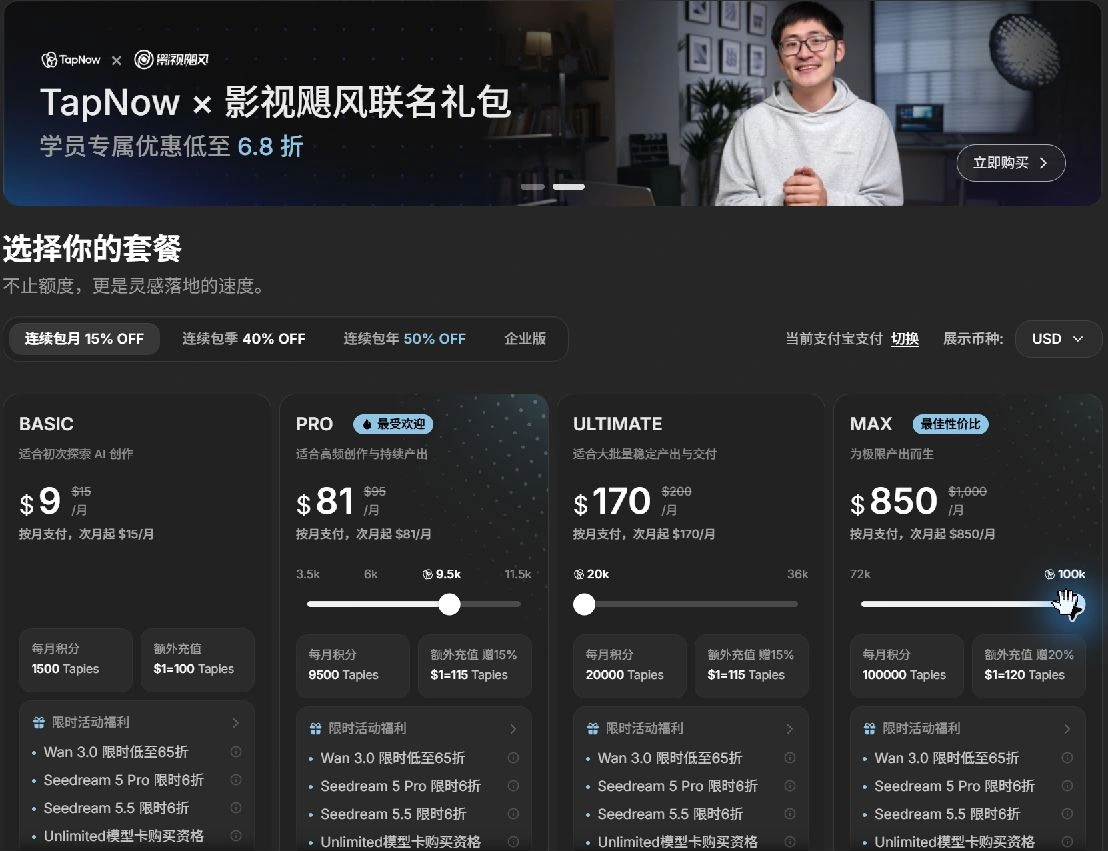 TapNow × 影视飓风
TapNow × 影视飓风联名礼包
学员专属优惠低至 6.8 折
立即购买
选择你的套餐
不止额度，更是灵感落地的速度。
连续包月 15% OFF 连续包季 40% OFF 连续包年 50% OFF 企业版 当前支付宝支付 切换 展示币种: USD
BASIC
适合初次探索 AI 创作
$9 $15 /月
按月支付，次月起 $15/月
每月积分
1500 Tapies
额外充值
$1=100 Tapies
限时活动福利
Wan 3.0 限时低至65折
Seedream 5 Pro 限时6折
Seedream 5.5 限时6折
Unlimited模型卡购买资格
PRO 最受欢迎
适合高频创作与持续产出
$81 $95 /月
按月支付，次月起 $81/月
3.5k 6k 9.5k 11.5k
每月积分
9500 Tapies
额外充值 赠15%
$1=115 Tapies
限时活动福利
Wan 3.0 限时低至65折
Seedream 5 Pro 限时6折
Seedream 5.5 限时6折
Unlimited模型卡购买资格
ULTIMATE
适合大批量稳定产出与交付
$170 $200 /月
按月支付，次月起 $170/月
20k 36k
每月积分
20000 Tapies
额外充值 赠15%
$1=115 Tapies
限时活动福利
Wan 3.0 限时低至65折
Seedream 5 Pro 限时6折
Seedream 5.5 限时6折
Unlimited模型卡购买资格
MAX 最佳性价比
为极限产出而生
$850 $1,000 /月
按月支付，次月起 $850/月
72k 100k
每月积分
100000 Tapies
额外充值 赠20%
$1=120 Tapies
限时活动福利
Wan 3.0 限时低至65折
Seedream 5 Pro 限时6折
Seedream 5.5 限时6折
Unlimited模型卡购买资格